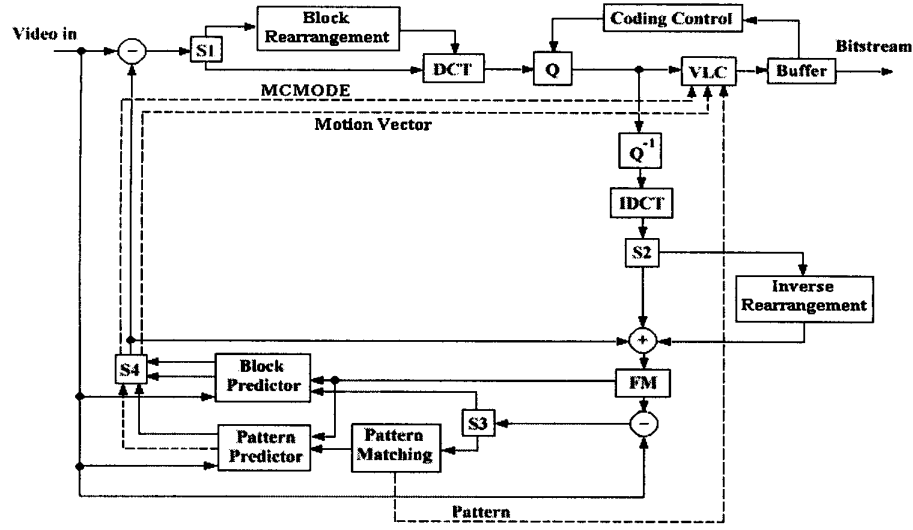 Video in
−
S1
Block
Rearrangement
DCT
Q
Coding Control
VLC
Buffer
Bitstream
MCMODE
Motion Vector
Q⁻¹
IDCT
S2
Inverse
Rearrangement
+
S4
Block
Predictor
FM
S3
−
Pattern
Predictor
Pattern
Matching
Pattern